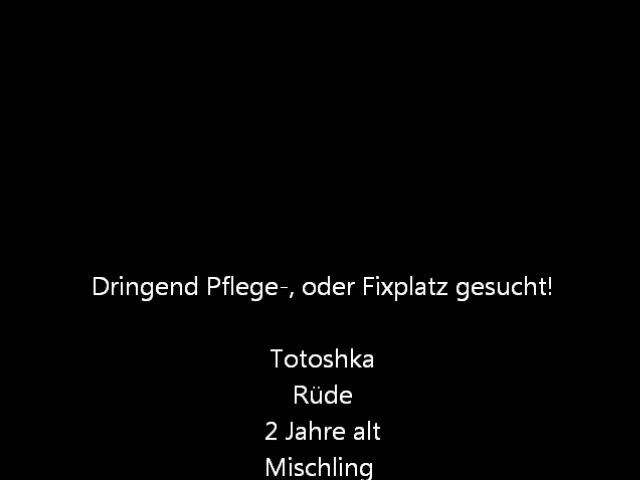 Dringend Pflege-, oder Fixplatz gesucht!
Totoshka
Rüde
2 Jahre alt
Mischling